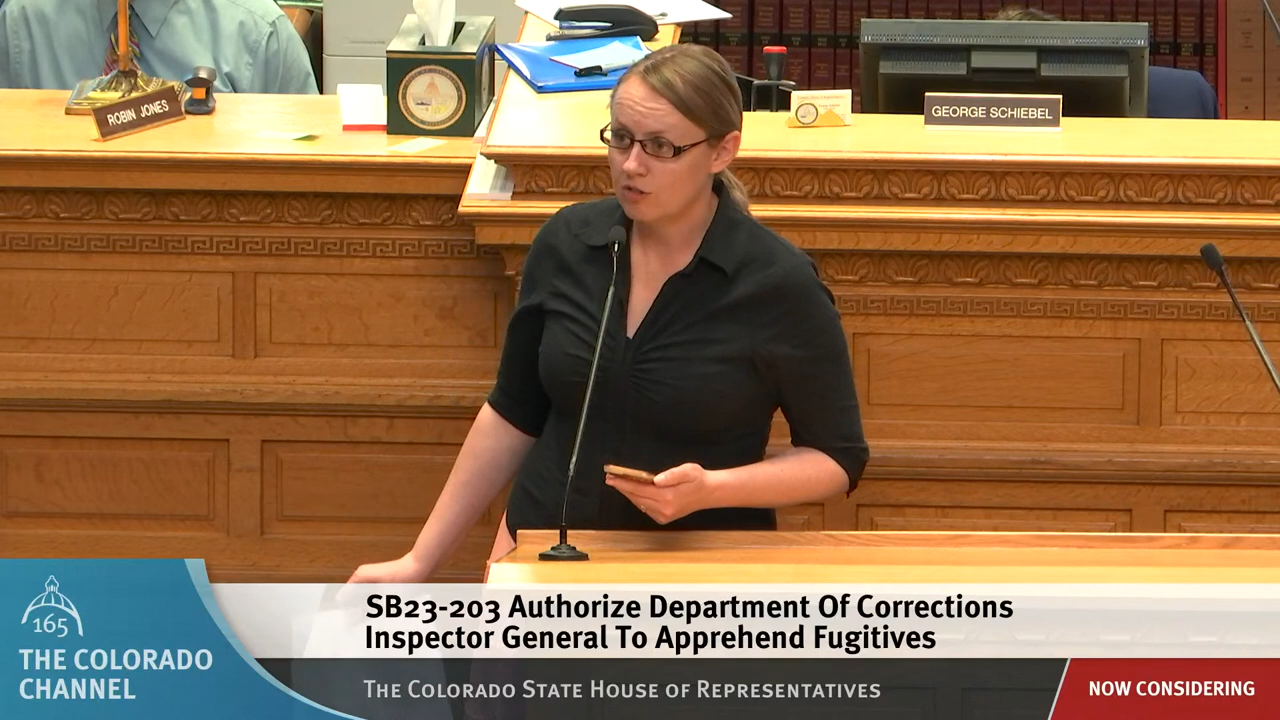 ROBIN JONES
GEORGE SCHIEBEL
165
THE COLORADO
CHANNEL
SB23-203 Authorize Department Of Corrections
Inspector General To Apprehend Fugitives
The Colorado State House of Representatives
NOW CONSIDERING